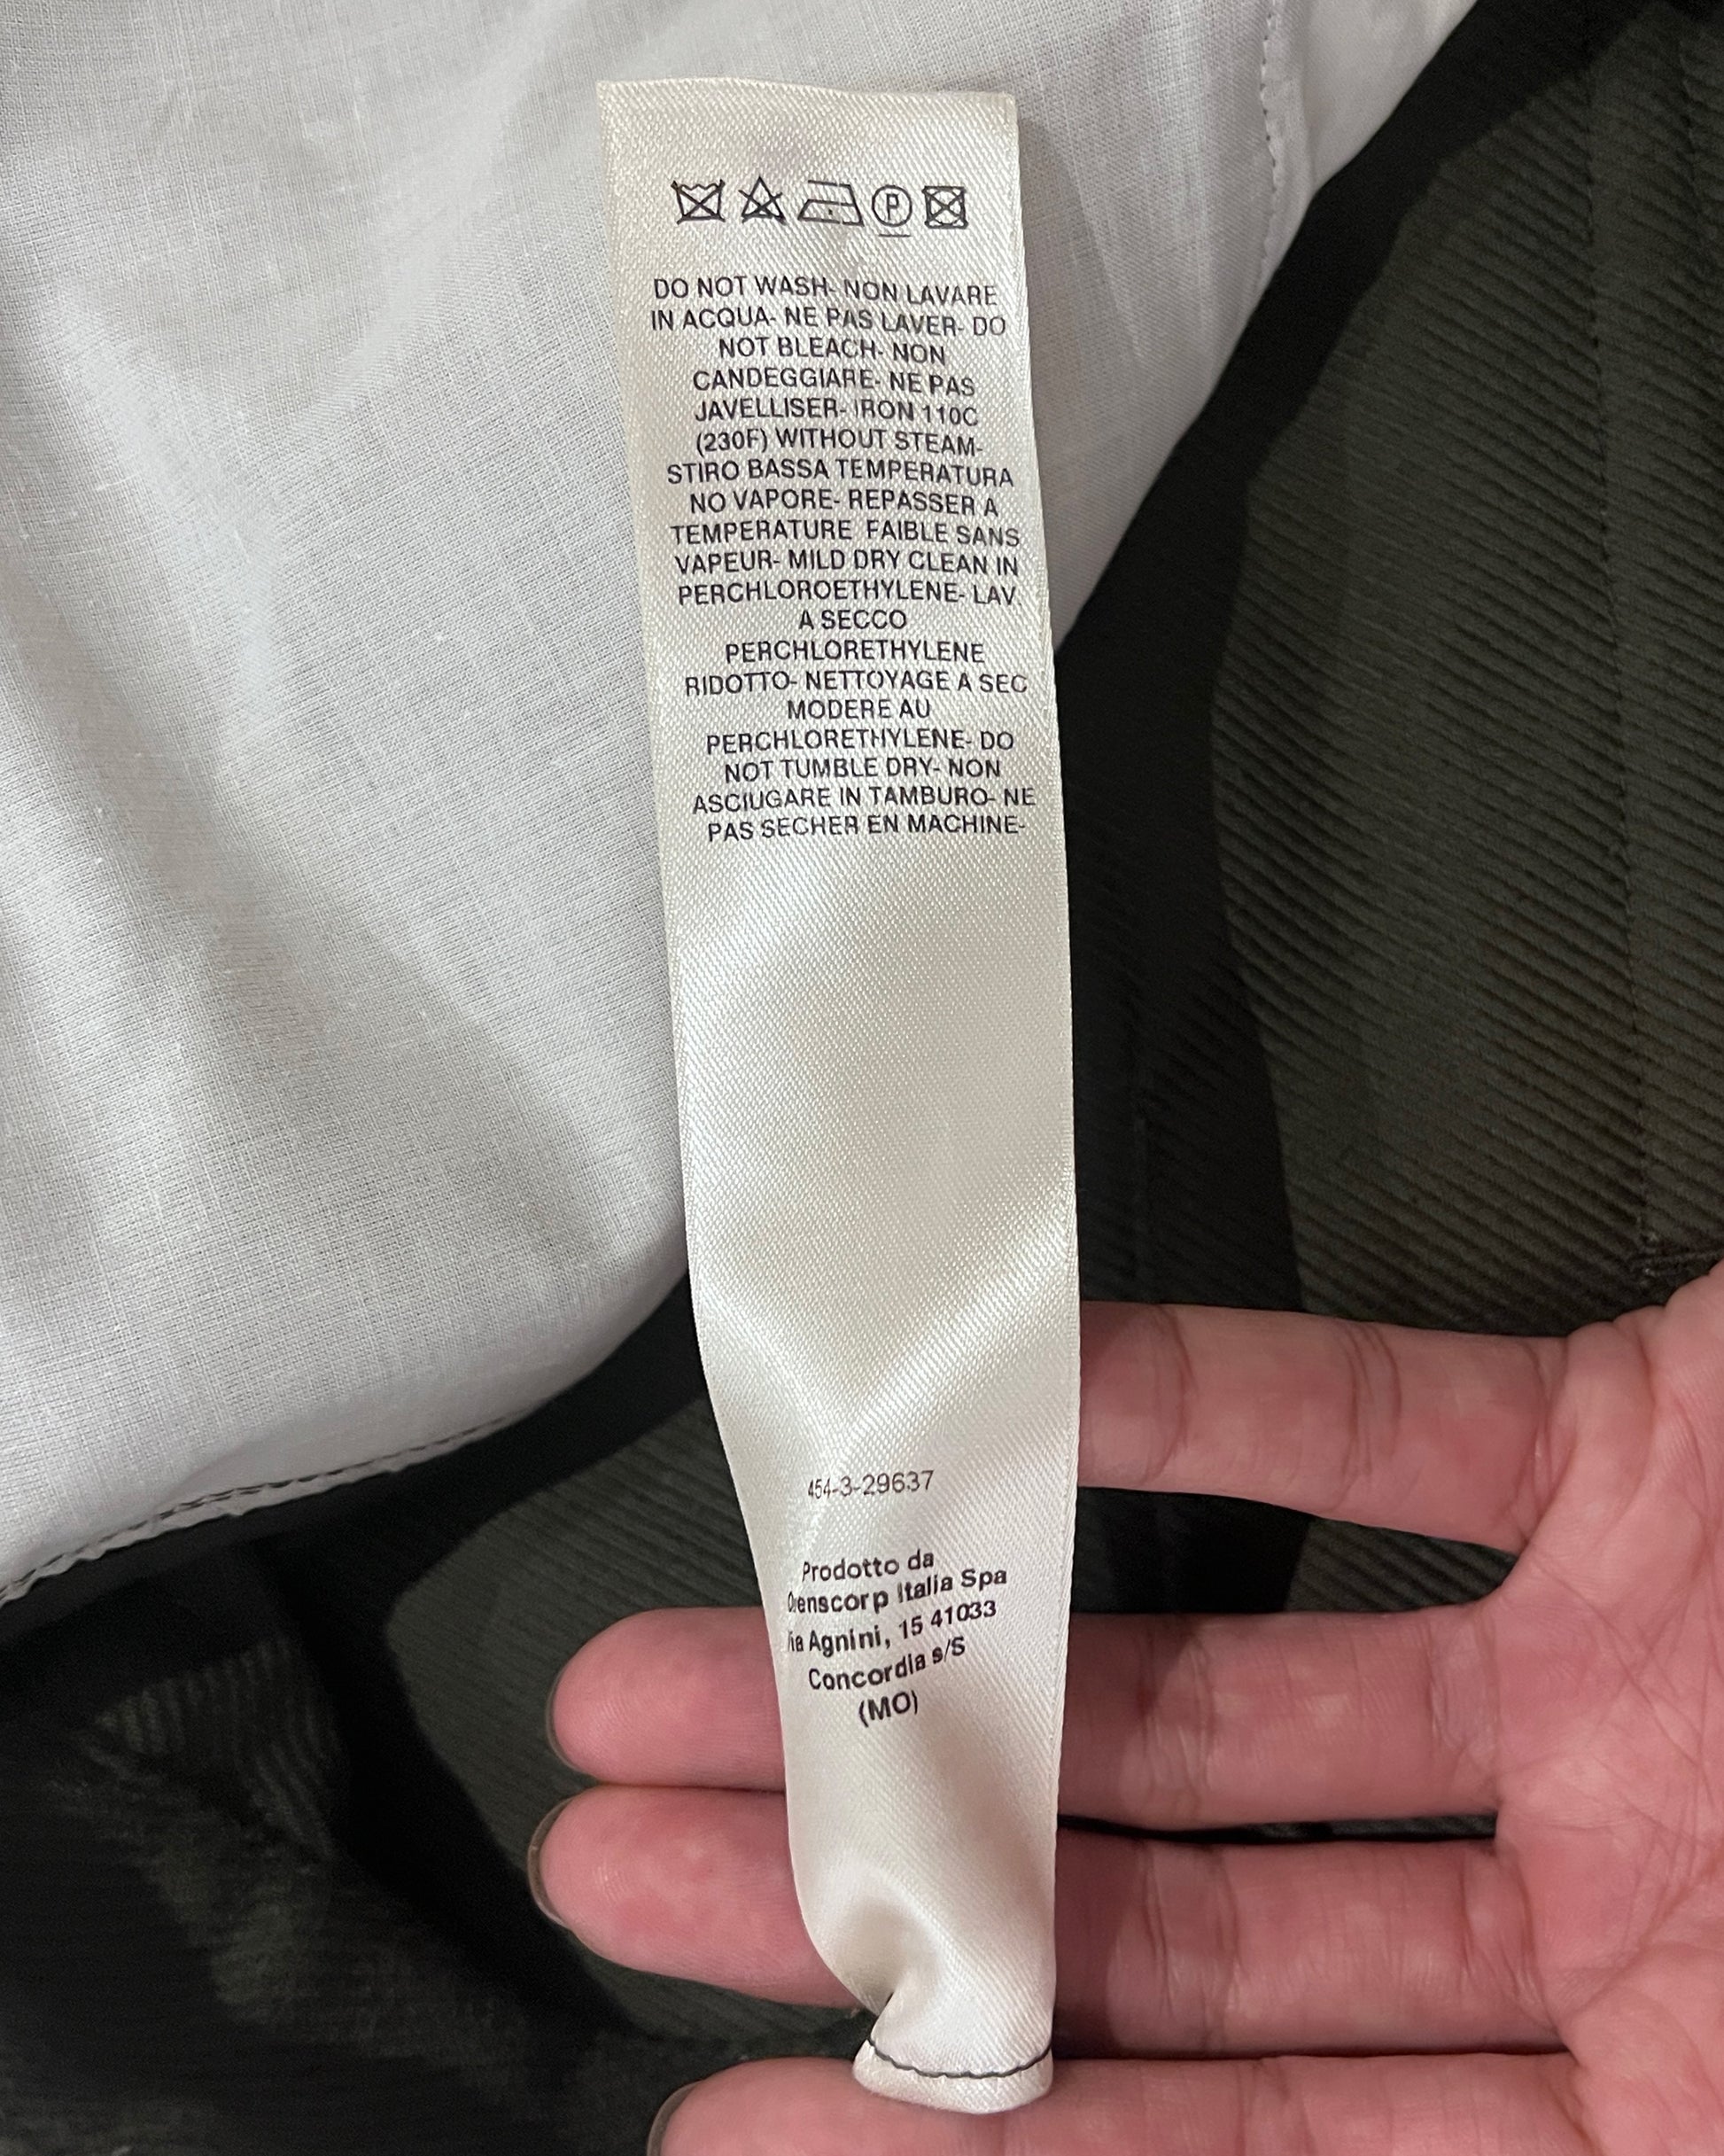 P
DO NOT WASH- NON LAVARE
IN ACQUA- NE PAS LAVER- DO
NOT BLEACH- NON
CANDEGGIARE- NE PAS
JAVELLISER- IRON 110C
(230F) WITHOUT STEAM-
STIRO BASSA TEMPERATURA
NO VAPORE- REPASSER A
TEMPERATURE FAIBLE SANS
VAPEUR- MILD DRY CLEAN IN
PERCHLOROETHYLENE- LAV.
A SECCO
PERCHLORETHYLENE
RIDOTTO- NETTOYAGE A SEC
MODERE AU
PERCHLORETHYLENE- DO
NOT TUMBLE DRY- NON
ASCIUGARE IN TAMBURO- NE
PAS SECHER EN MACHINE-
454-3-29637
Prodotto da
Italia Spa
Agnini, 15 41033
Concordia s/S
(MO)